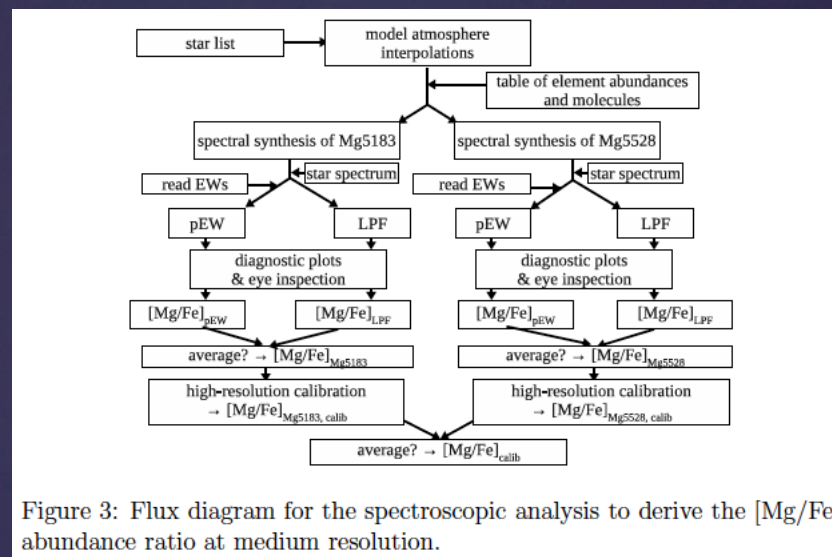 star list
model atmosphere
interpolations
table of element abundances
and molecules
spectral synthesis of Mg5183
spectral synthesis of Mg5528
star spectrum
star spectrum
read EWs
read EWs
pEW
LPF
pEW
LPF
diagnostic plots
& eye inspection
diagnostic plots
& eye inspection
[Mg/Fe]pEW
[Mg/Fe]LPF
[Mg/Fe]pEW
[Mg/Fe]LPF
average? → [Mg/Fe]Mg5183
average? → [Mg/Fe]Mg5528
high-resolution calibration
→ [Mg/Fe]Mg5183, calib
high-resolution calibration
→ [Mg/Fe]Mg5528, calib
average? → [Mg/Fe]calib
Figure 3: Flux diagram for the spectroscopic analysis to derive the [Mg/Fe
abundance ratio at medium resolution.